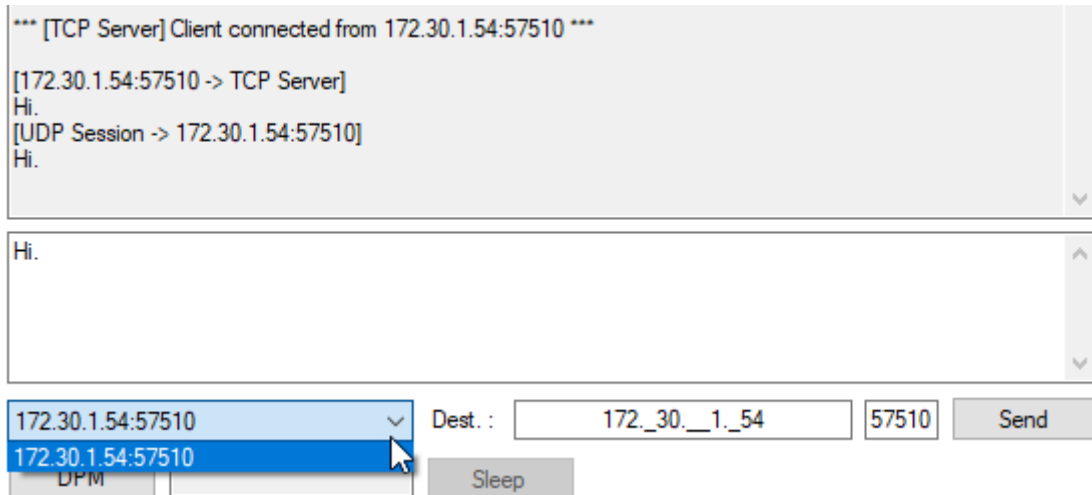 *** [TCP Server] Client connected from 172.30.1.54:57510 ***
[172.30.1.54:57510 -> TCP Server]
Hi.
[UDP Session -> 172.30.1.54:57510]
Hi.
Hi.
172.30.1.54:57510 Dest. : 172._30.__1._54 57510 Send
172.30.1.54:57510
DPM Sleep